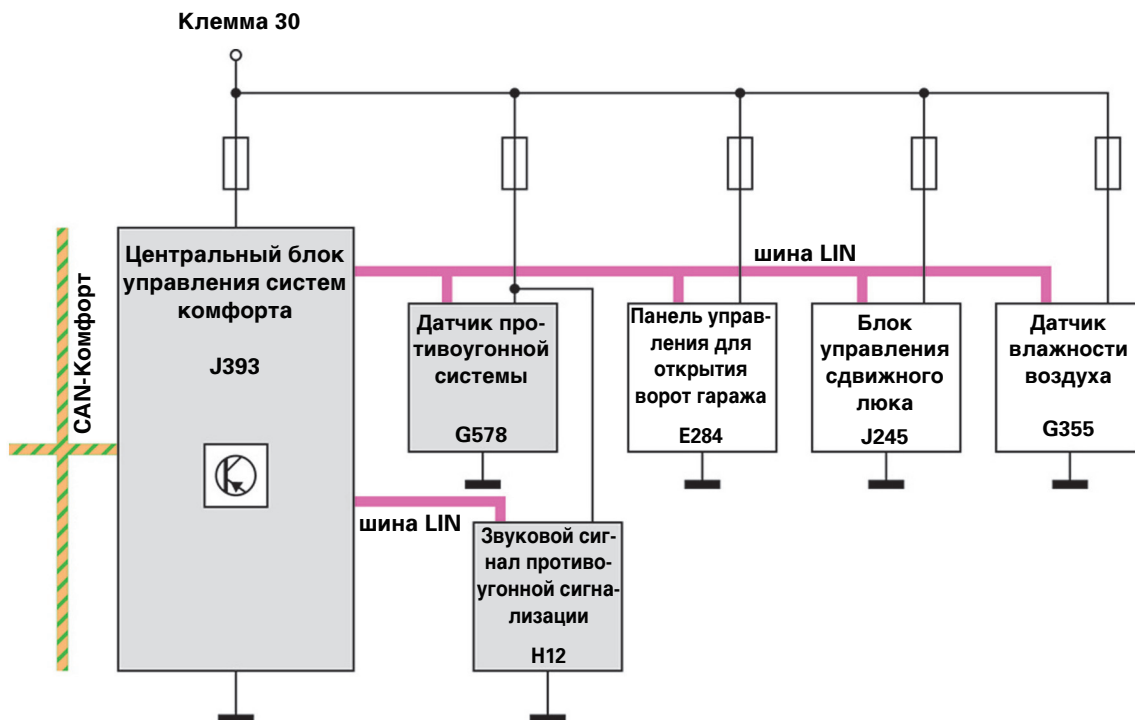 Клемма 30
CAN-Комфорт
Центральный блок
управления систем
комфорта
J393
шина LIN
Датчик про-
тивоугонной
системы
G578
Панель управ-
ления для
открытия
ворот гаража
E284
Блок
управления
сдвижного
люка
J245
Датчик
влажности
воздуха
G355
шина LIN
Звуковой сиг-
нал противо-
угонной сигна-
лизации
H12